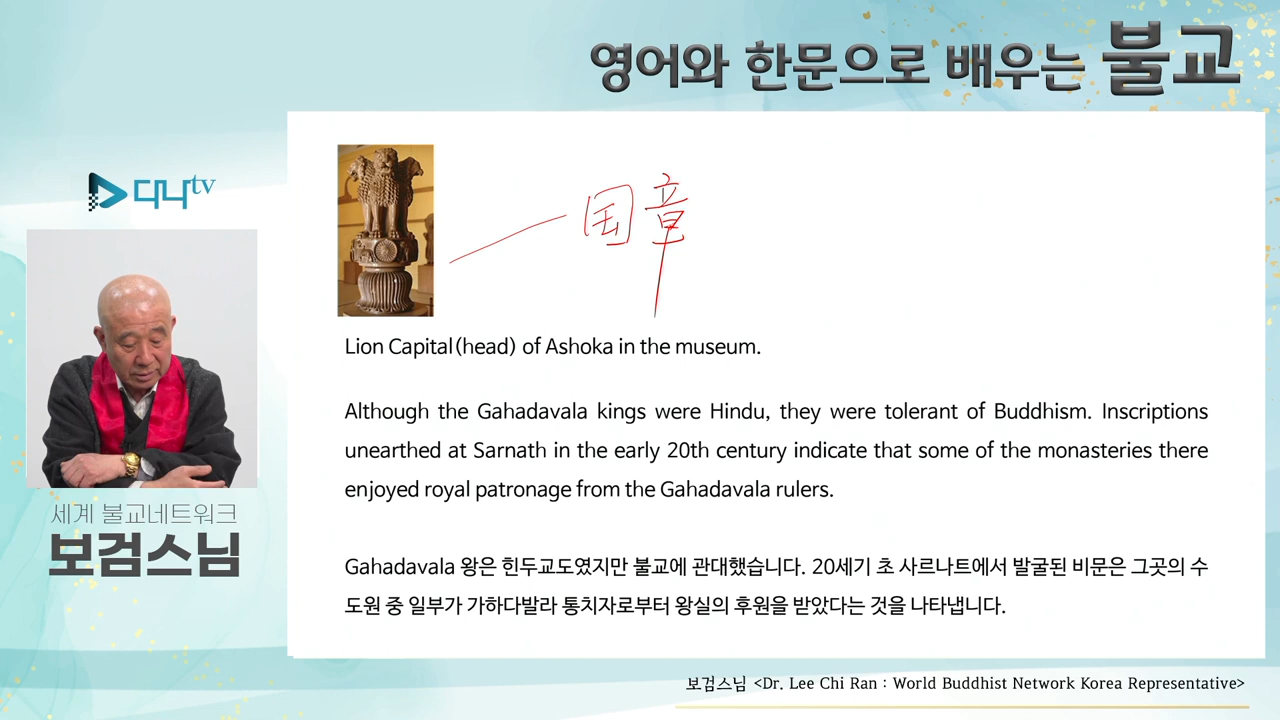 영어와 한문으로 배우는 불교
디나tv
国章
Lion Capital(head) of Ashoka in the museum.
Although the Gahadavala kings were Hindu, they were tolerant of Buddhism. Inscriptions
unearthed at Sarnath in the early 20th century indicate that some of the monasteries there
enjoyed royal patronage from the Gahadavala rulers.
Gahadavala 왕은 힌두교도였지만 불교에 관대했습니다. 20세기 초 사르나트에서 발굴된 비문은 그곳의 수
도원 중 일부가 가하다발라 통치자로부터 왕실의 후원을 받았다는 것을 나타냅니다.
세계 불교네트워크
보검스님
보검스님 <Dr. Lee Chi Ran : World Buddhist Network Korea Representative>